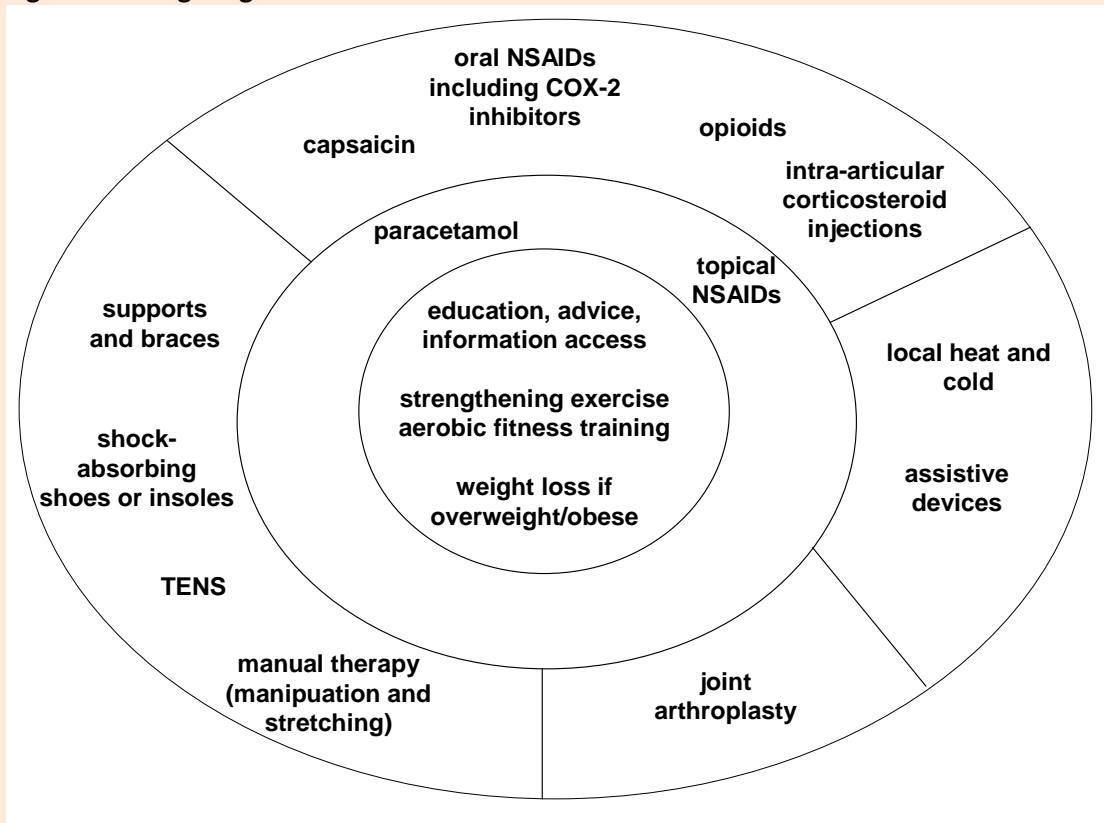 oral NSAIDs
including COX-2
inhibitors
opioids
capsaicin
intra-articular
corticosteroid
injections
paracetamol
topical
NSAIDs
education, advice,
information access
supports
and braces
local heat and
cold
strengthening exercise
aerobic fitness training
shock-
absorbing
shoes or insoles
assistive
devices
weight loss if
overweight/obese
TENS
manual therapy
(manipuation and
stretching)
joint
arthroplasty